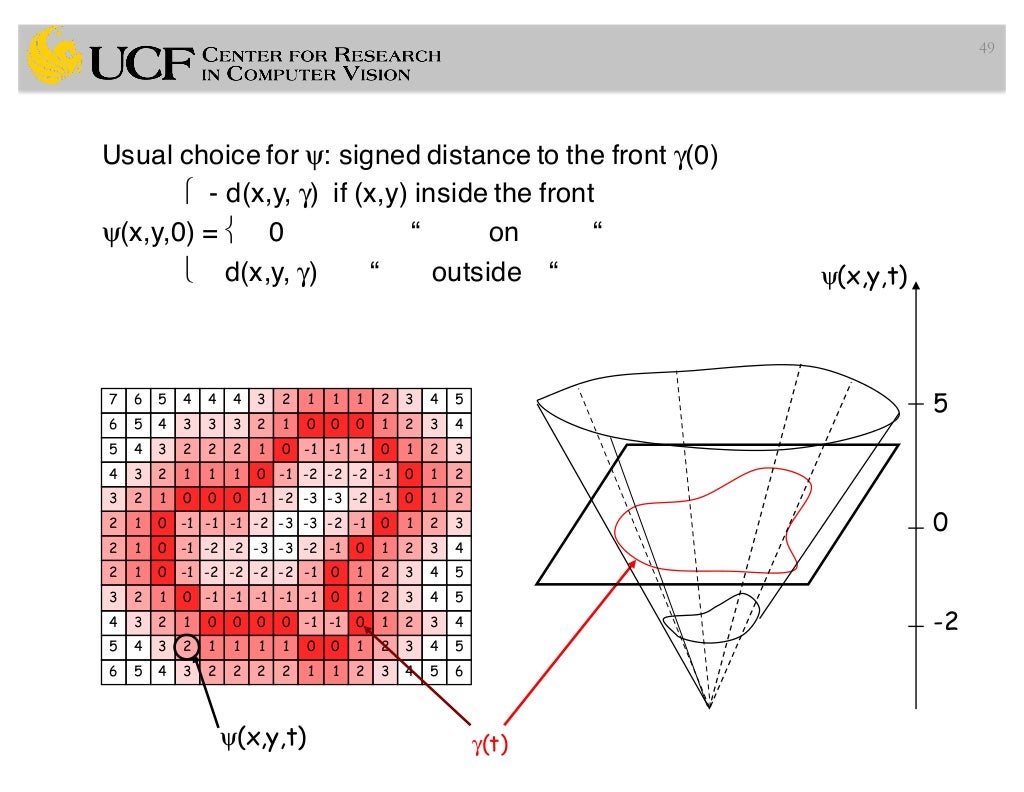 49
UCF CENTER FOR RESEARCH
IN COMPUTER VISION
Usual choice for ψ: signed distance to the front γ(0)
⎧ - d(x,y, γ) if (x,y) inside the front
ψ(x,y,0) = ⎨ 0 “ on “
⎩ d(x,y, γ) “ outside “
ψ(x,y,t)
7 6 5 4 4 4 3 2 1 1 1 2 3 4 5
6 5 4 3 3 3 2 1 0 0 0 1 2 3 4
5 4 3 2 2 2 1 0 -1 -1 -1 0 1 2 3
4 3 2 1 1 1 0 -1 -2 -2 -2 -1 0 1 2
3 2 1 0 0 0 -1 -2 -3 -3 -2 -1 0 1 2
2 1 0 -1 -1 -1 -2 -3 -3 -2 -1 0 1 2 3
2 1 0 -1 -2 -2 -3 -3 -2 -1 0 1 2 3 4
2 1 0 -1 -2 -2 -2 -2 -1 0 1 2 3 4 5
3 2 1 0 -1 -1 -1 -1 -1 0 1 2 3 4 5
4 3 2 1 0 0 0 0 -1 -1 0 1 2 3 4
5 4 3 2 1 1 1 1 0 0 1 2 3 4 5
6 5 4 3 2 2 2 2 1 1 2 3 4 5 6
5
0
-2
ψ(x,y,t)
γ(t)